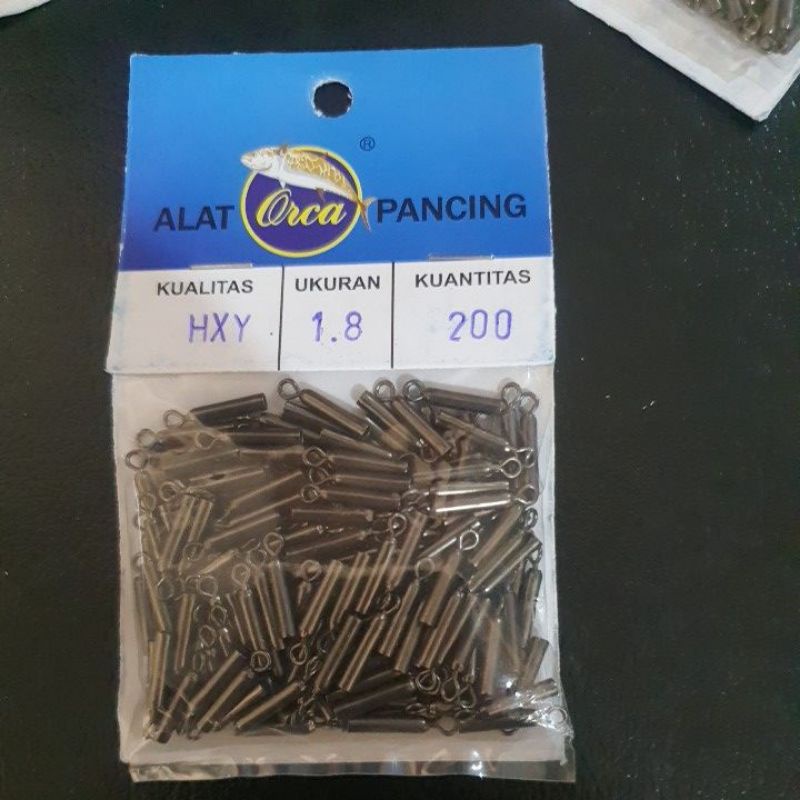 ®
ALAT Orca PANCING
KUALITAS UKURAN KUANTITAS
HXY 1.8 200